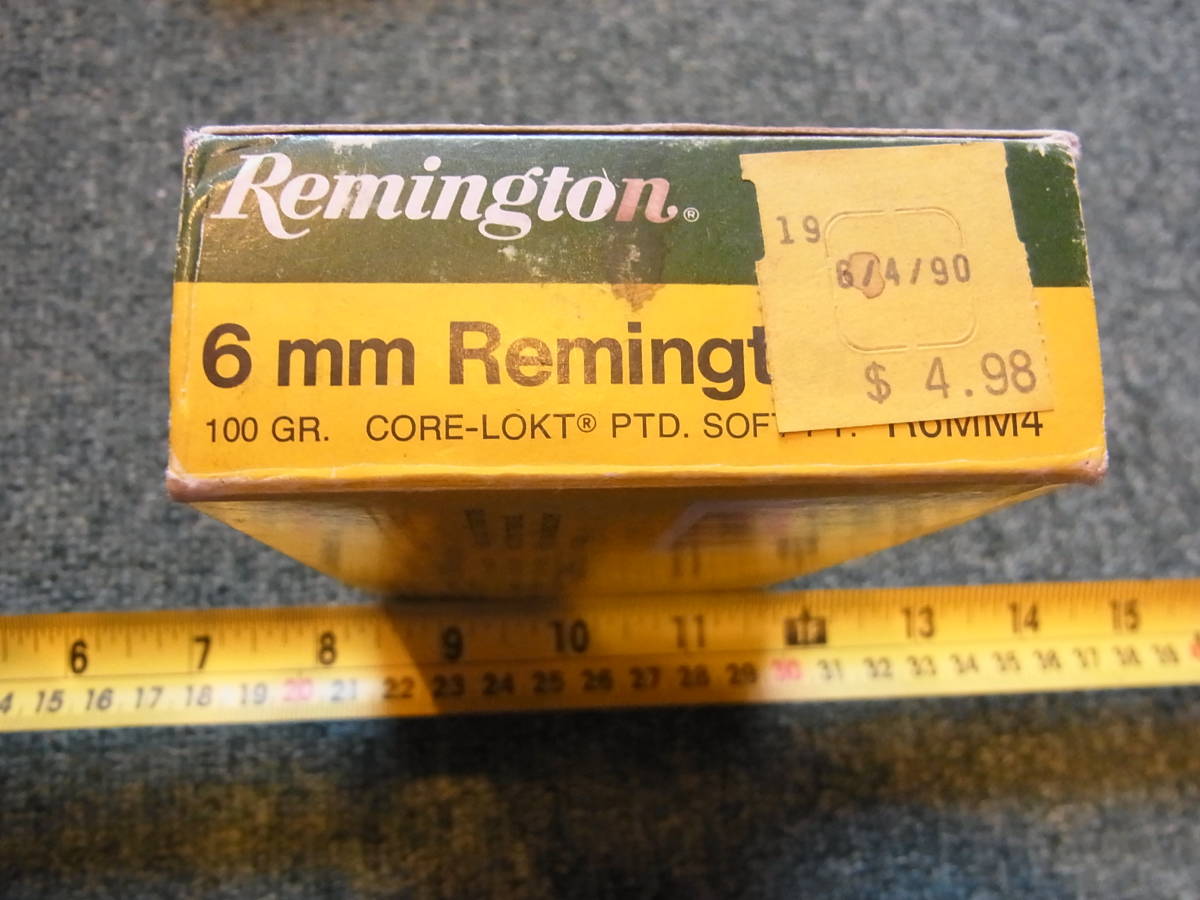 Remington®
19
6/4/90
$ 4.98
6 mm Remingt
100 GR. CORE-LOKT® PTD. SOF R6MM4
6 7 8 9 10 11 13 14 15
15 16 17 18 19 20 21 22 23 24 25 26 27 28 29 30 31 32 33 34 35 36 37 38 39